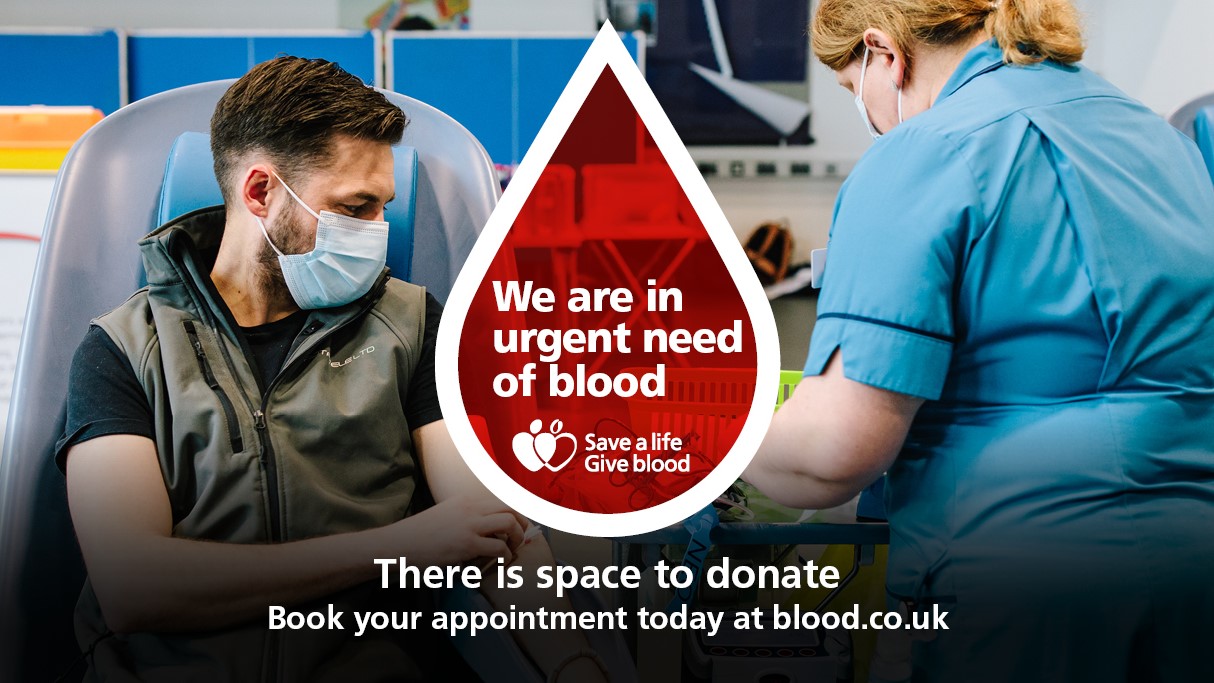 We are in
urgent need
of blood
Save a life
Give blood
There is space to donate
Book your appointment today at blood.co.uk